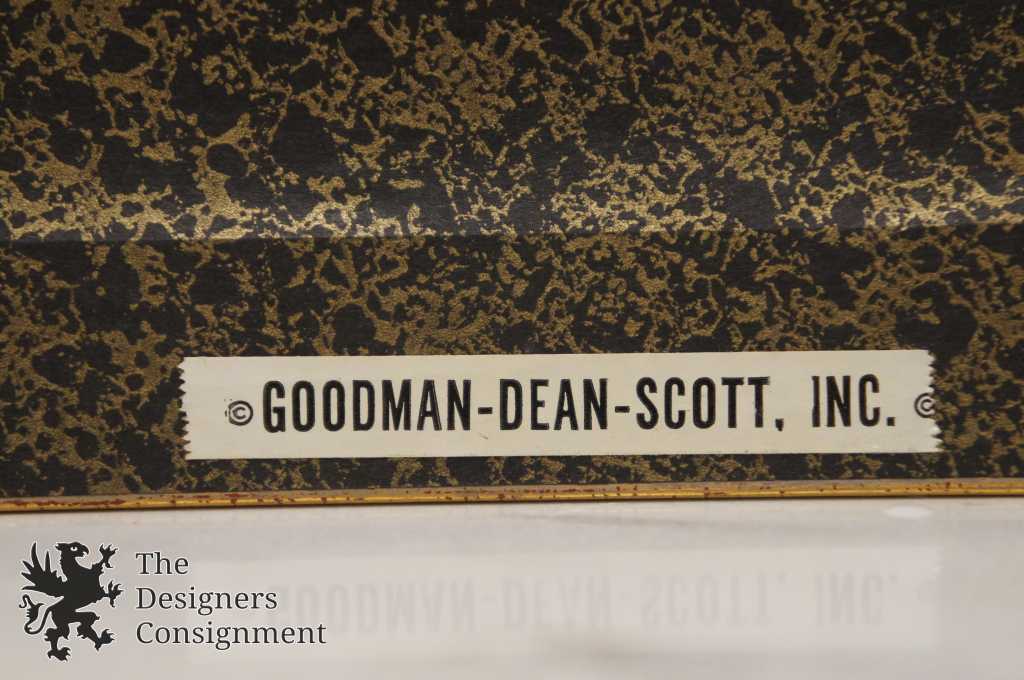 © GOODMAN-DEAN-SCOTT, INC. ©
The
Designers
Consignment